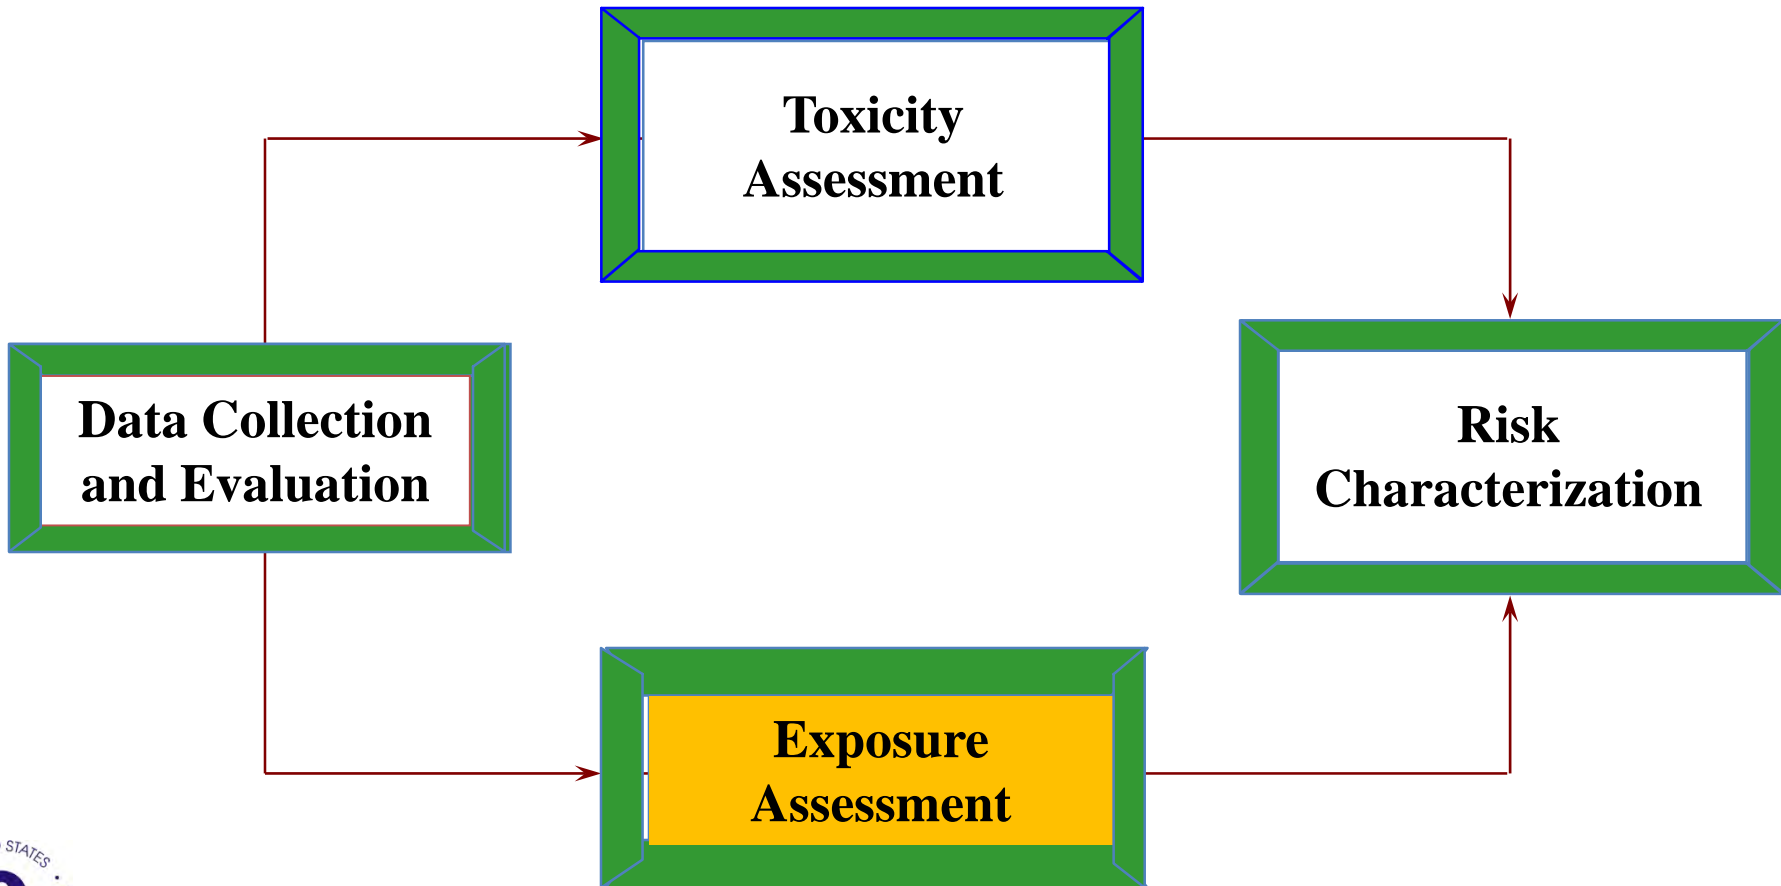 Toxicity
Assessment
Data Collection
and Evaluation
Risk
Characterization
Exposure
Assessment
STATES